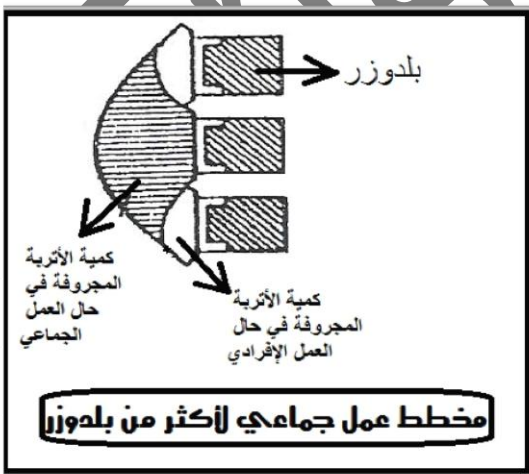 بلدوزر
كمية الأتربة
المجروفة في
حال العمل
الجماعي
كمية الأتربة
المجروفة في حال
العمل الإفرادي
مخطط عمل جماعي لأكثر من بلدوزر